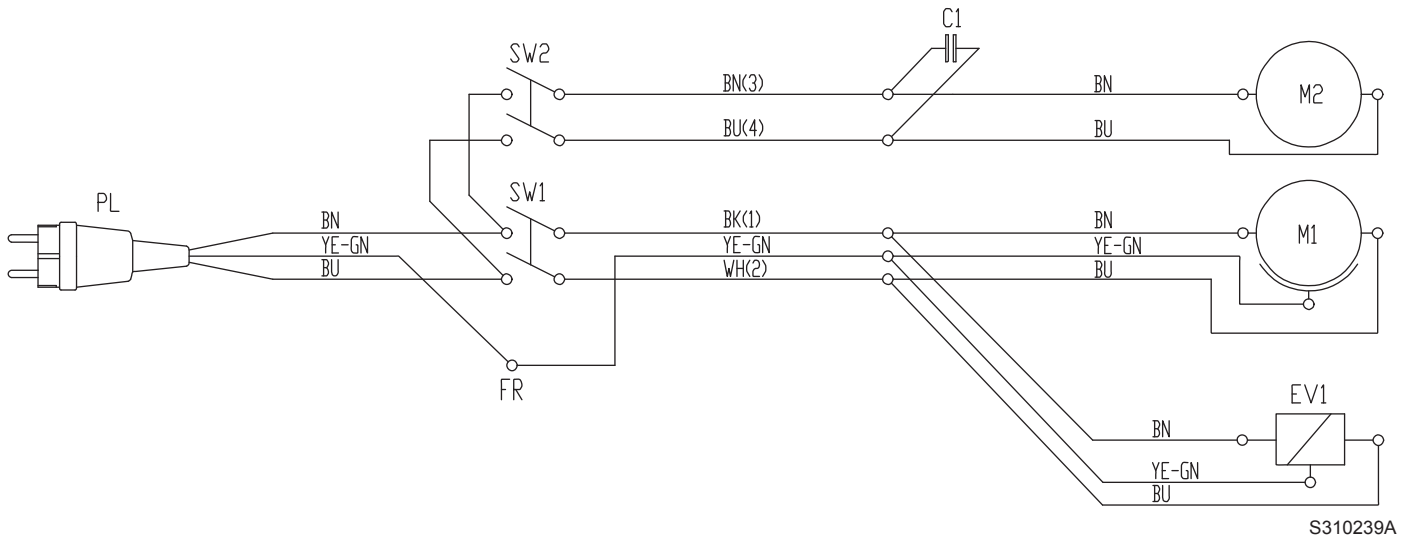 C1
SW2
BN(3)
BN
M2
BU(4)
BU
PL
SW1
BN
BK(1)
BN
M1
YE-GN
YE-GN
YE-GN
BU
WH(2)
BU
FR
EV1
BN
YE-GN
BU
S310239A